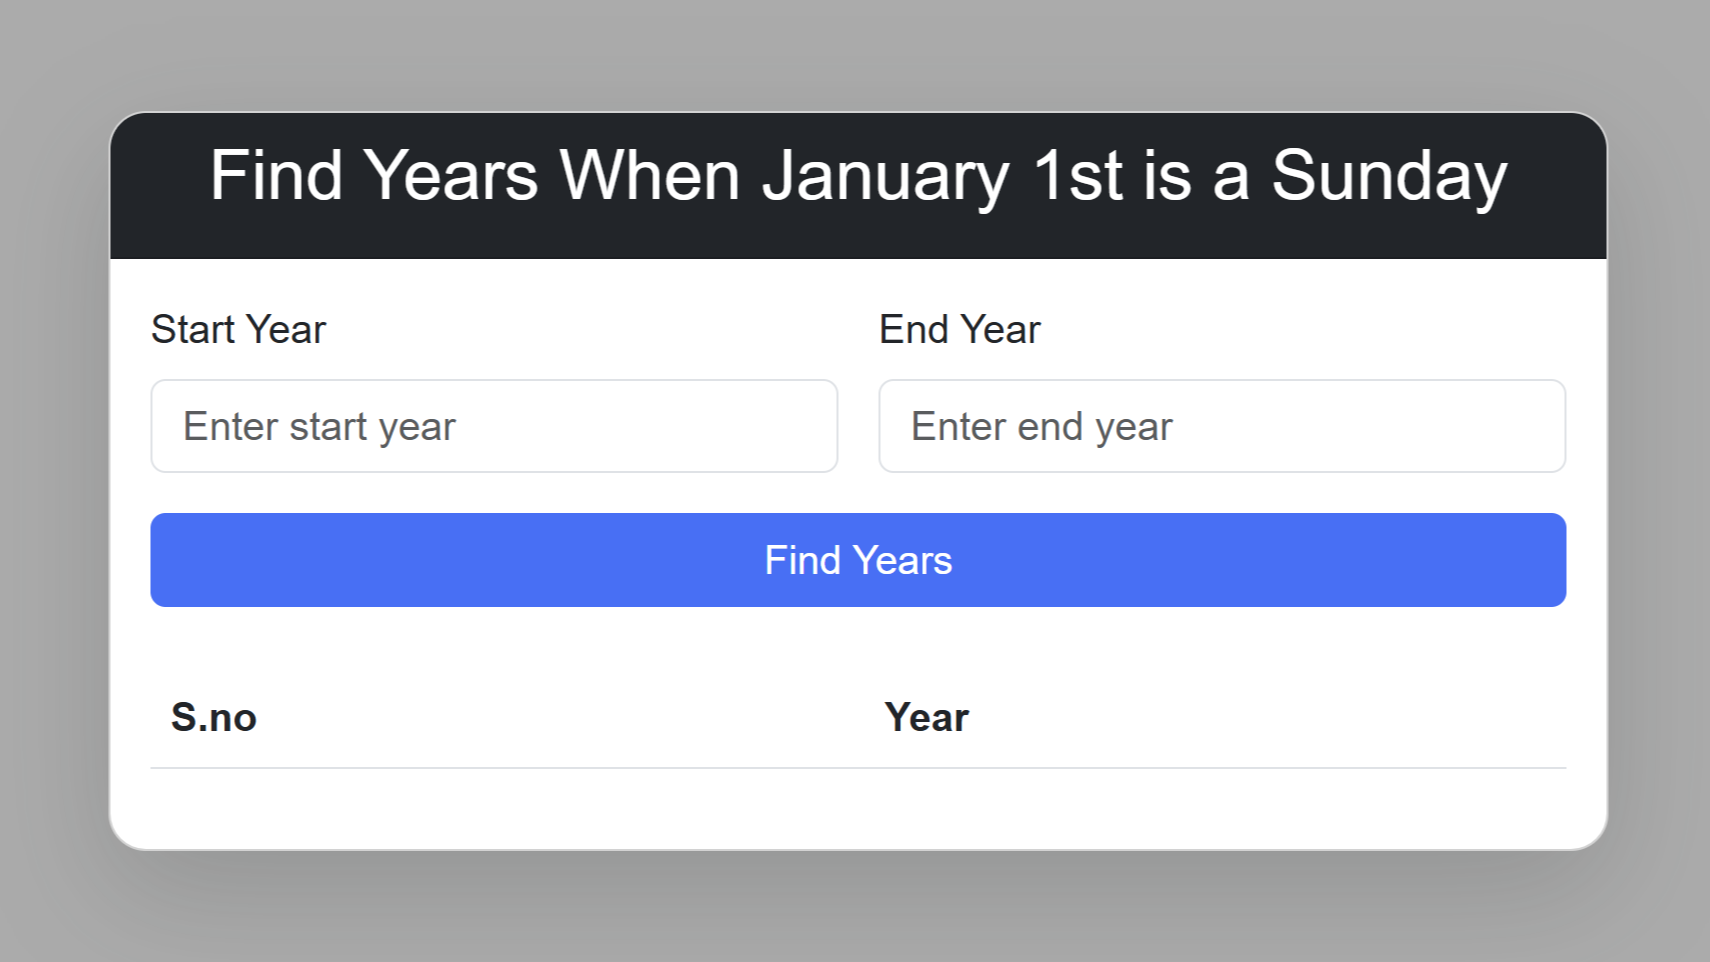 Find Years When January 1st is a Sunday
Start Year
End Year
Enter start year
Enter end year
Find Years
S.no
Year